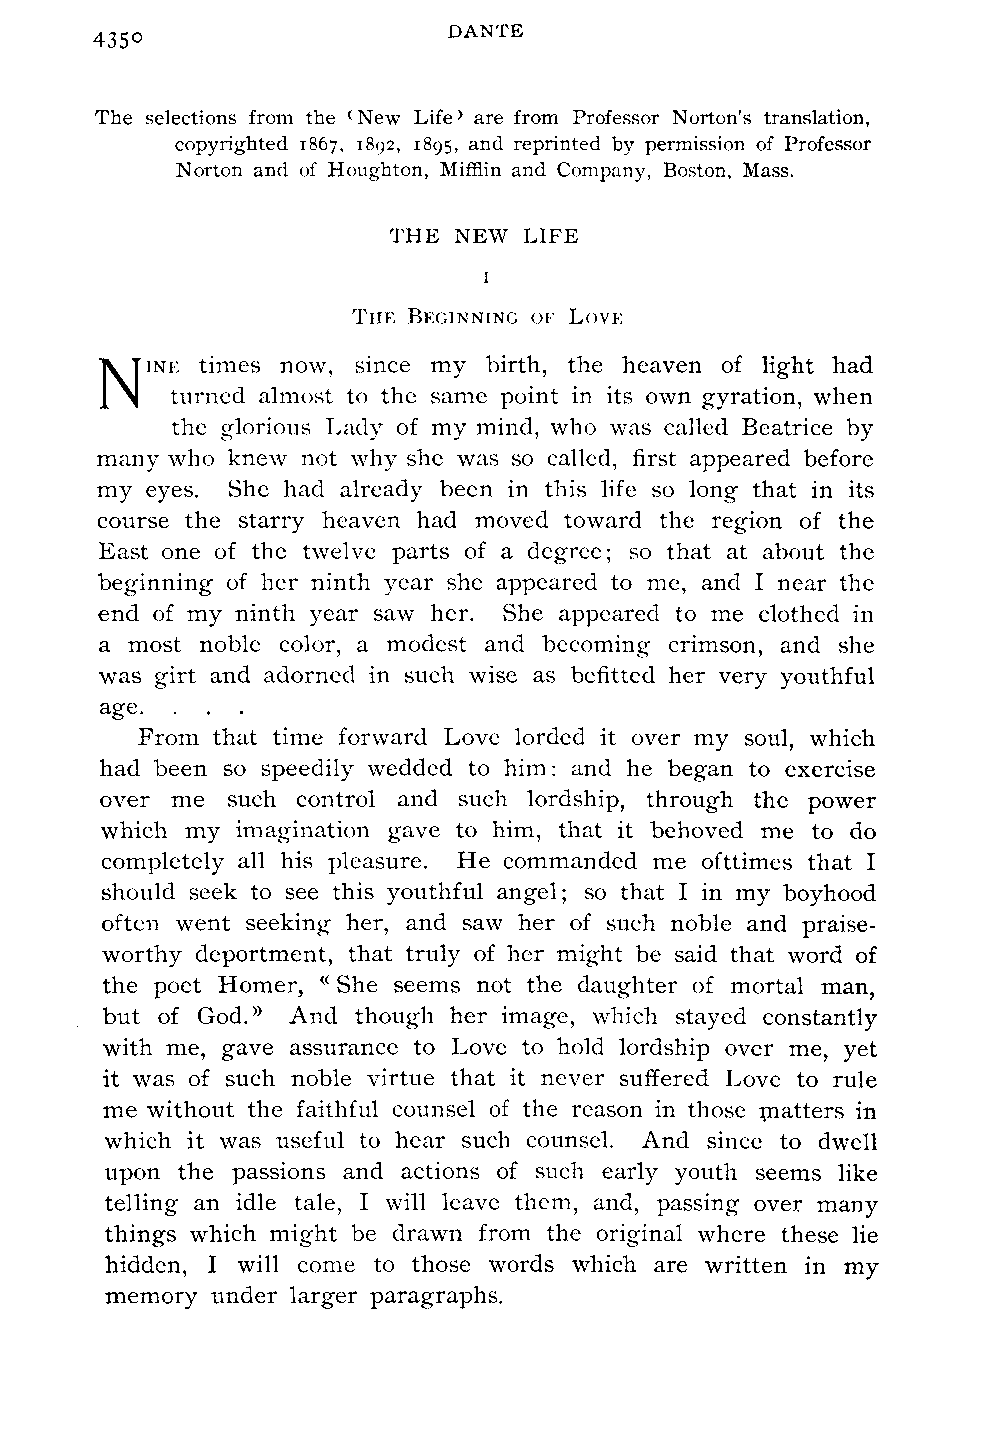 4350
DANTE
The selections from the ‹New Life› are from Professor Norton's translation,
copyrighted 1867, 1892, 1895, and reprinted by permission of Professor
Norton and of Houghton, Mifflin and Company, Boston, Mass.
THE NEW LIFE
I
THE BEGINNING OF LOVE
NINE times now, since my birth, the heaven of light had
turned almost to the same point in its own gyration, when
the glorious Lady of my mind, who was called Beatrice by
many who knew not why she was so called, first appeared before
my eyes. She had already been in this life so long that in its
course the starry heaven had moved toward the region of the
East one of the twelve parts of a degree; so that at about the
beginning of her ninth year she appeared to me, and I near the
end of my ninth year saw her. She appeared to me clothed in
a most noble color, a modest and becoming crimson, and she
was girt and adorned in such wise as befitted her very youthful
age. . . .
From that time forward Love lorded it over my soul, which
had been so speedily wedded to him: and he began to exercise
over me such control and such lordship, through the power
which my imagination gave to him, that it behoved me to do
completely all his pleasure. He commanded me ofttimes that I
should seek to see this youthful angel; so that I in my boyhood
often went seeking her, and saw her of such noble and praise-
worthy deportment, that truly of her might be said that word of
the poet Homer, «She seems not the daughter of mortal man,
but of God.» And though her image, which stayed constantly
with me, gave assurance to Love to hold lordship over me, yet
it was of such noble virtue that it never suffered Love to rule
me without the faithful counsel of the reason in those matters in
which it was useful to hear such counsel. And since to dwell
upon the passions and actions of such early youth seems like
telling an idle tale, I will leave them, and, passing over many
things which might be drawn from the original where these lie
hidden, I will come to those words which are written in my
memory under larger paragraphs.